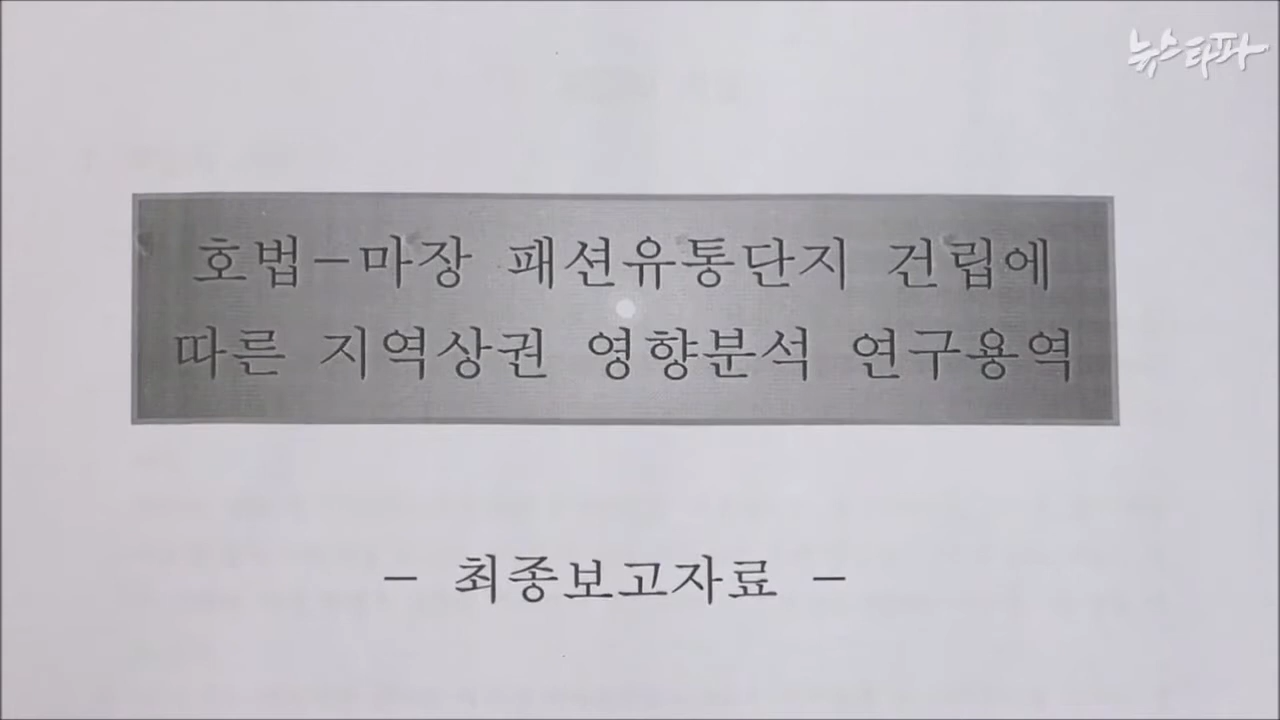 뉴스타파
호법-마장 패션유통단지 건립에
따른 지역상권 영향분석 연구용역
- 최종보고자료 -